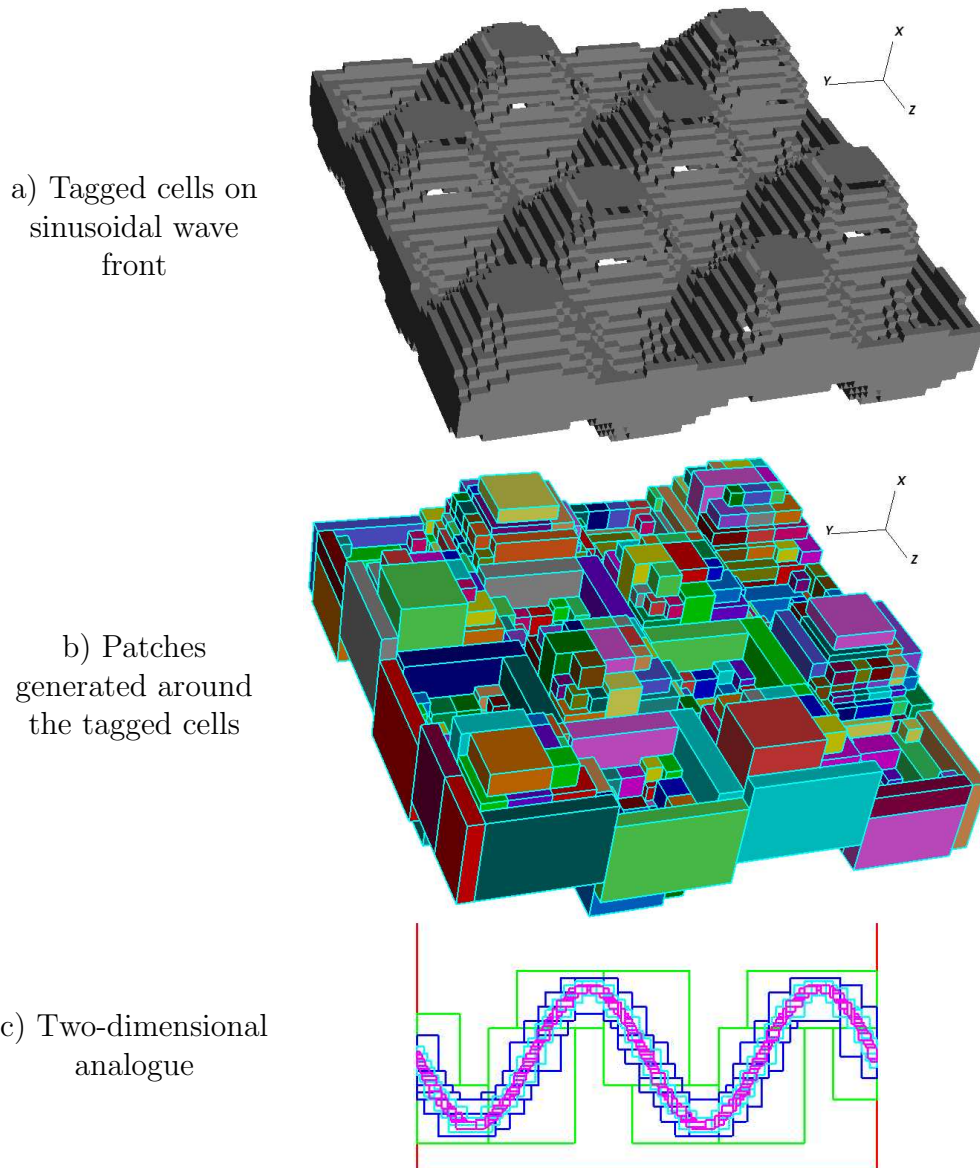 X
Y
Z
a) Tagged cells on
sinusoidal wave
front
X
Y
Z
b) Patches
generated around
the tagged cells
c) Two-dimensional
analogue